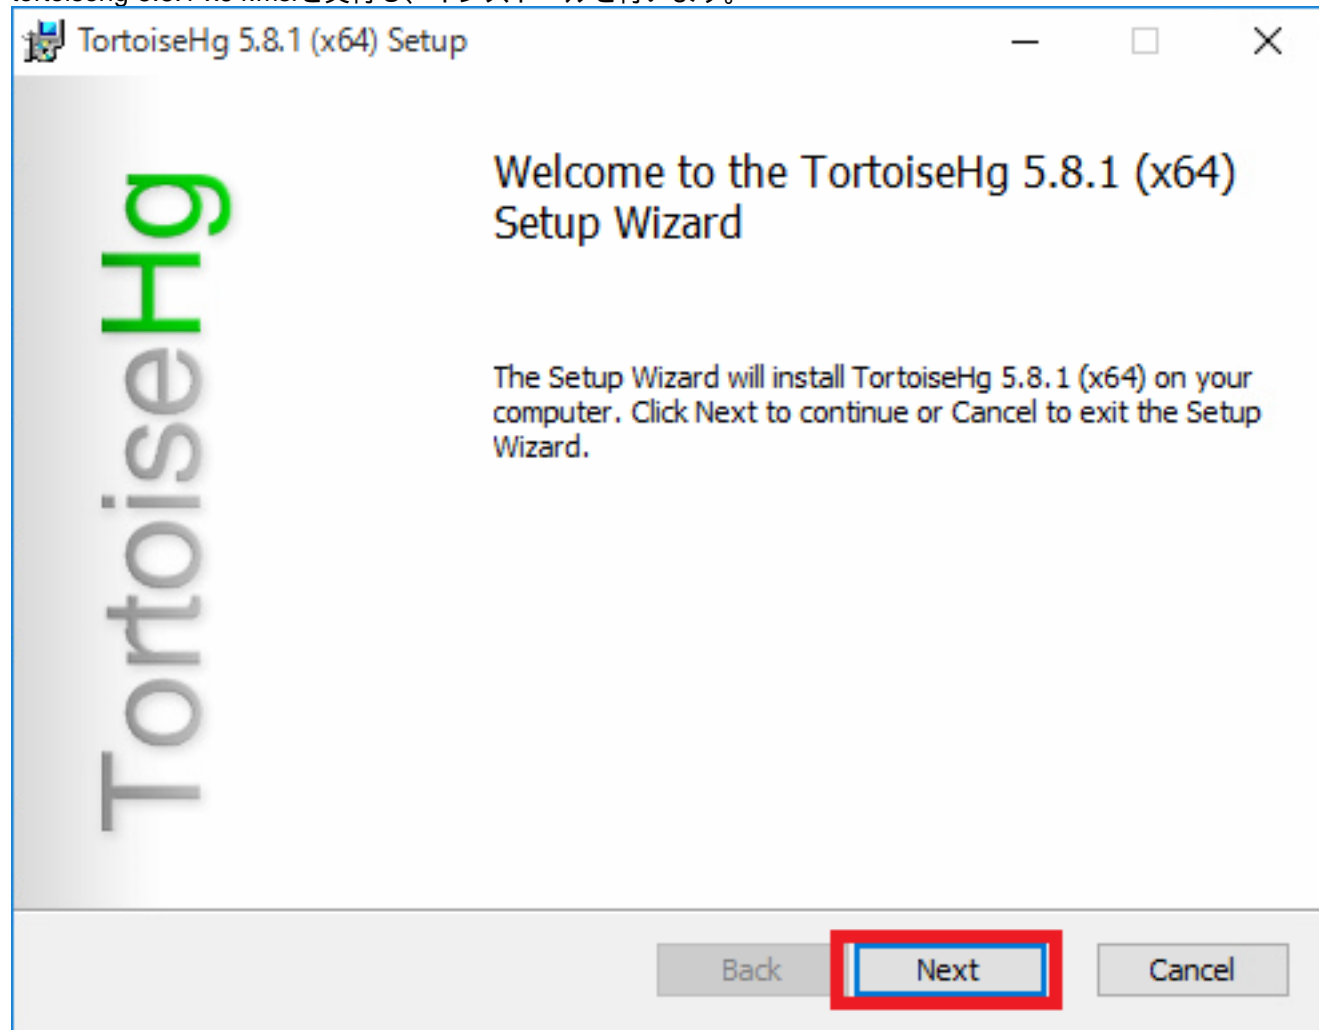 TortoiseHg 5.8.1 (x64) Setup
TortoiseHg
Welcome to the TortoiseHg 5.8.1 (x64)
Setup Wizard
The Setup Wizard will install TortoiseHg 5.8.1 (x64) on your
computer. Click Next to continue or Cancel to exit the Setup
Wizard.
Back
Next
Cancel